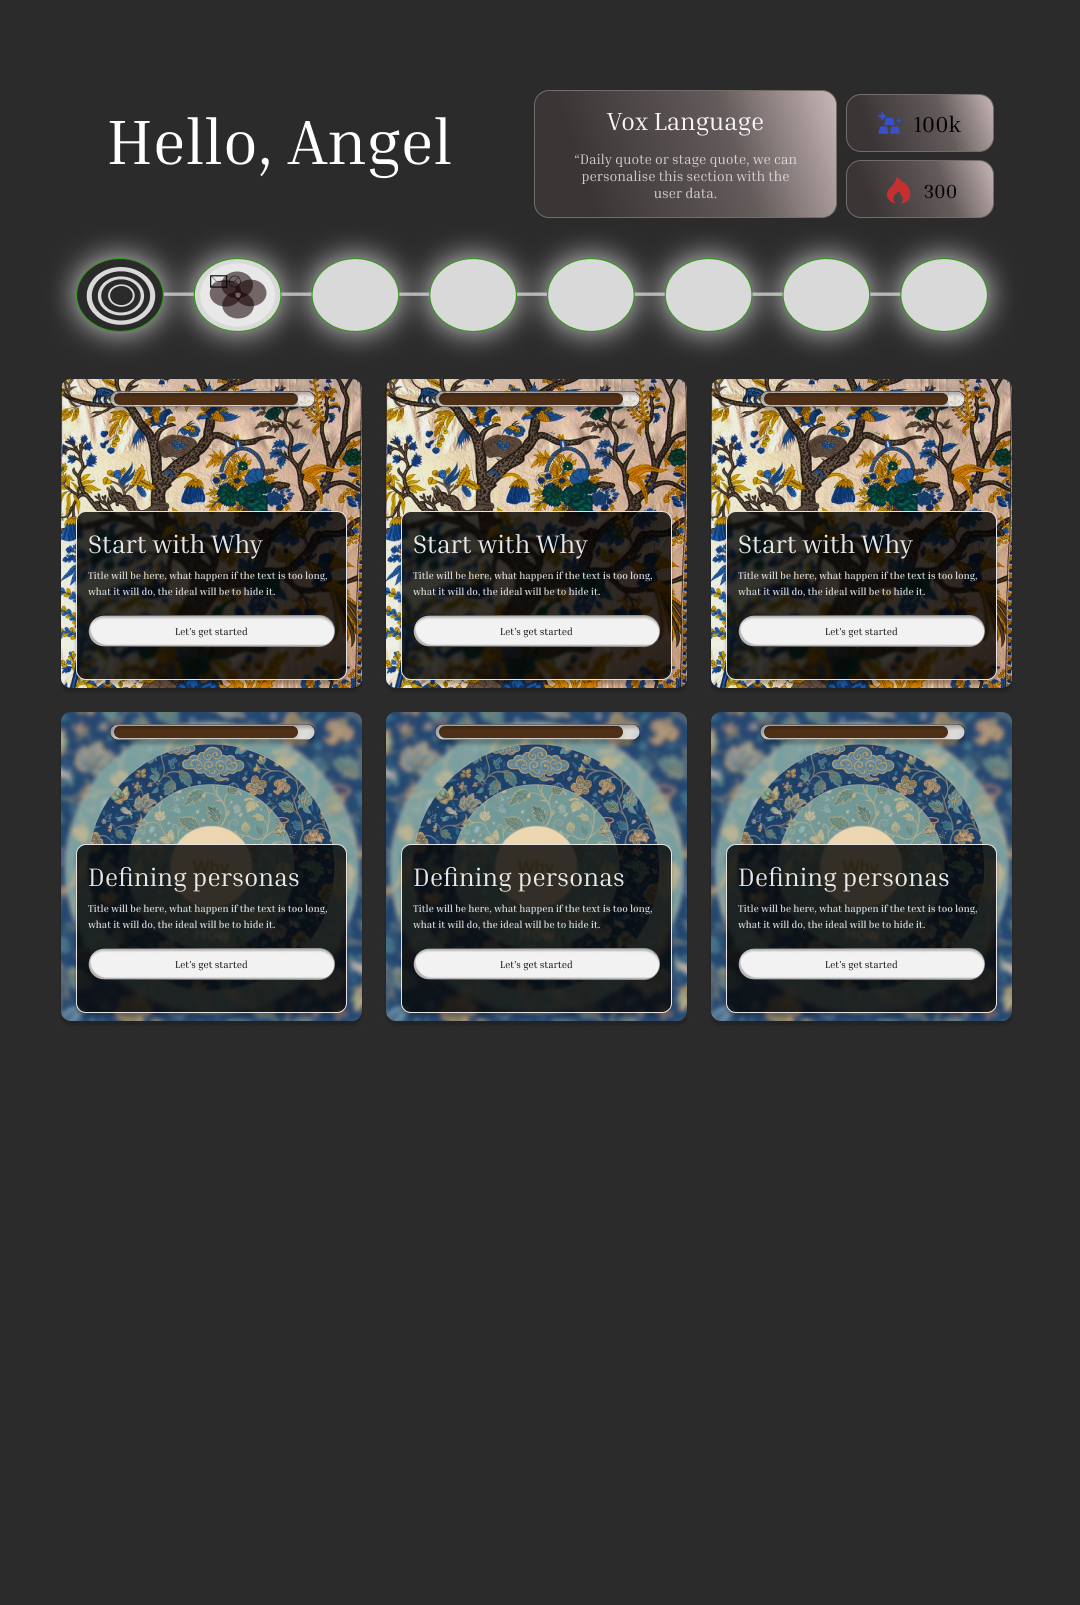 Hello, Angel
Vox Language
“Daily quote or stage quote, we can
personalise this section with the
user data.
100k
300
Start with Why
Title will be here, what happen if the text is too long,
what it will do, the ideal will be to hide it.
Let's get started
Start with Why
Title will be here, what happen if the text is too long,
what it will do, the ideal will be to hide it.
Let's get started
Start with Why
Title will be here, what happen if the text is too long,
what it will do, the ideal will be to hide it.
Let's get started
Why
Defining personas
Title will be here, what happen if the text is too long,
what it will do, the ideal will be to hide it.
Let's get started
Why
Defining personas
Title will be here, what happen if the text is too long,
what it will do, the ideal will be to hide it.
Let's get started
Why
Defining personas
Title will be here, what happen if the text is too long,
what it will do, the ideal will be to hide it.
Let's get started